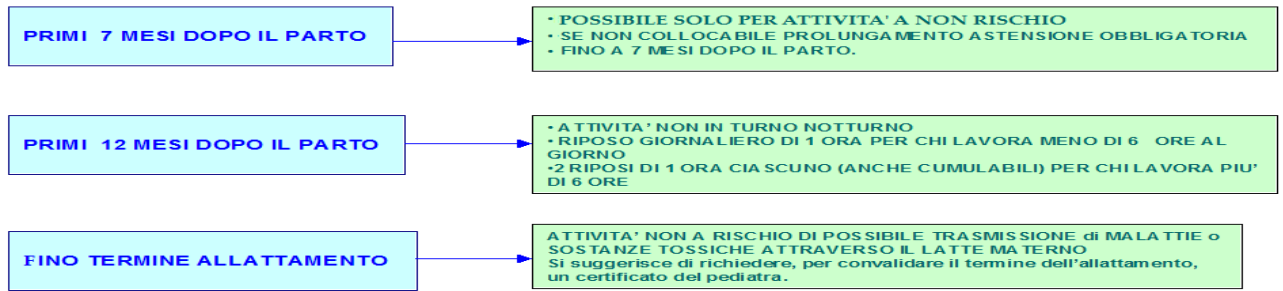 PRIMI 7 MESI DOPO IL PARTO
• POSSIBILE SOLO PER ATTIVITA' A NON RISCHIO
• SE NON COLLOCABILE PROLUNGAMENTO ASTENSIONE OBBLIGATORIA
• FINO A 7 MESI DOPO IL PARTO.
PRIMI 12 MESI DOPO IL PARTO
• ATTIVITA' NON IN TURNO NOTTURNO
• RIPOSO GIORNALIERO DI 1 ORA PER CHI LAVORA MENO DI 6 ORE AL
GIORNO
•2 RIPOSI DI 1 ORA CIASCUNO (ANCHE CUMULABILI) PER CHI LAVORA PIU'
DI 6 ORE
FINO TERMINE ALLATTAMENTO
ATTIVITA' NON A RISCHIO DI POSSIBILE TRASMISSIONE di MALATTIE o
SOSTANZE TOSSICHE ATTRAVERSO IL LATTE MATERNO
Si suggerisce di richiedere, per convalidare il termine dell'allattamento,
un certificato del pediatra.